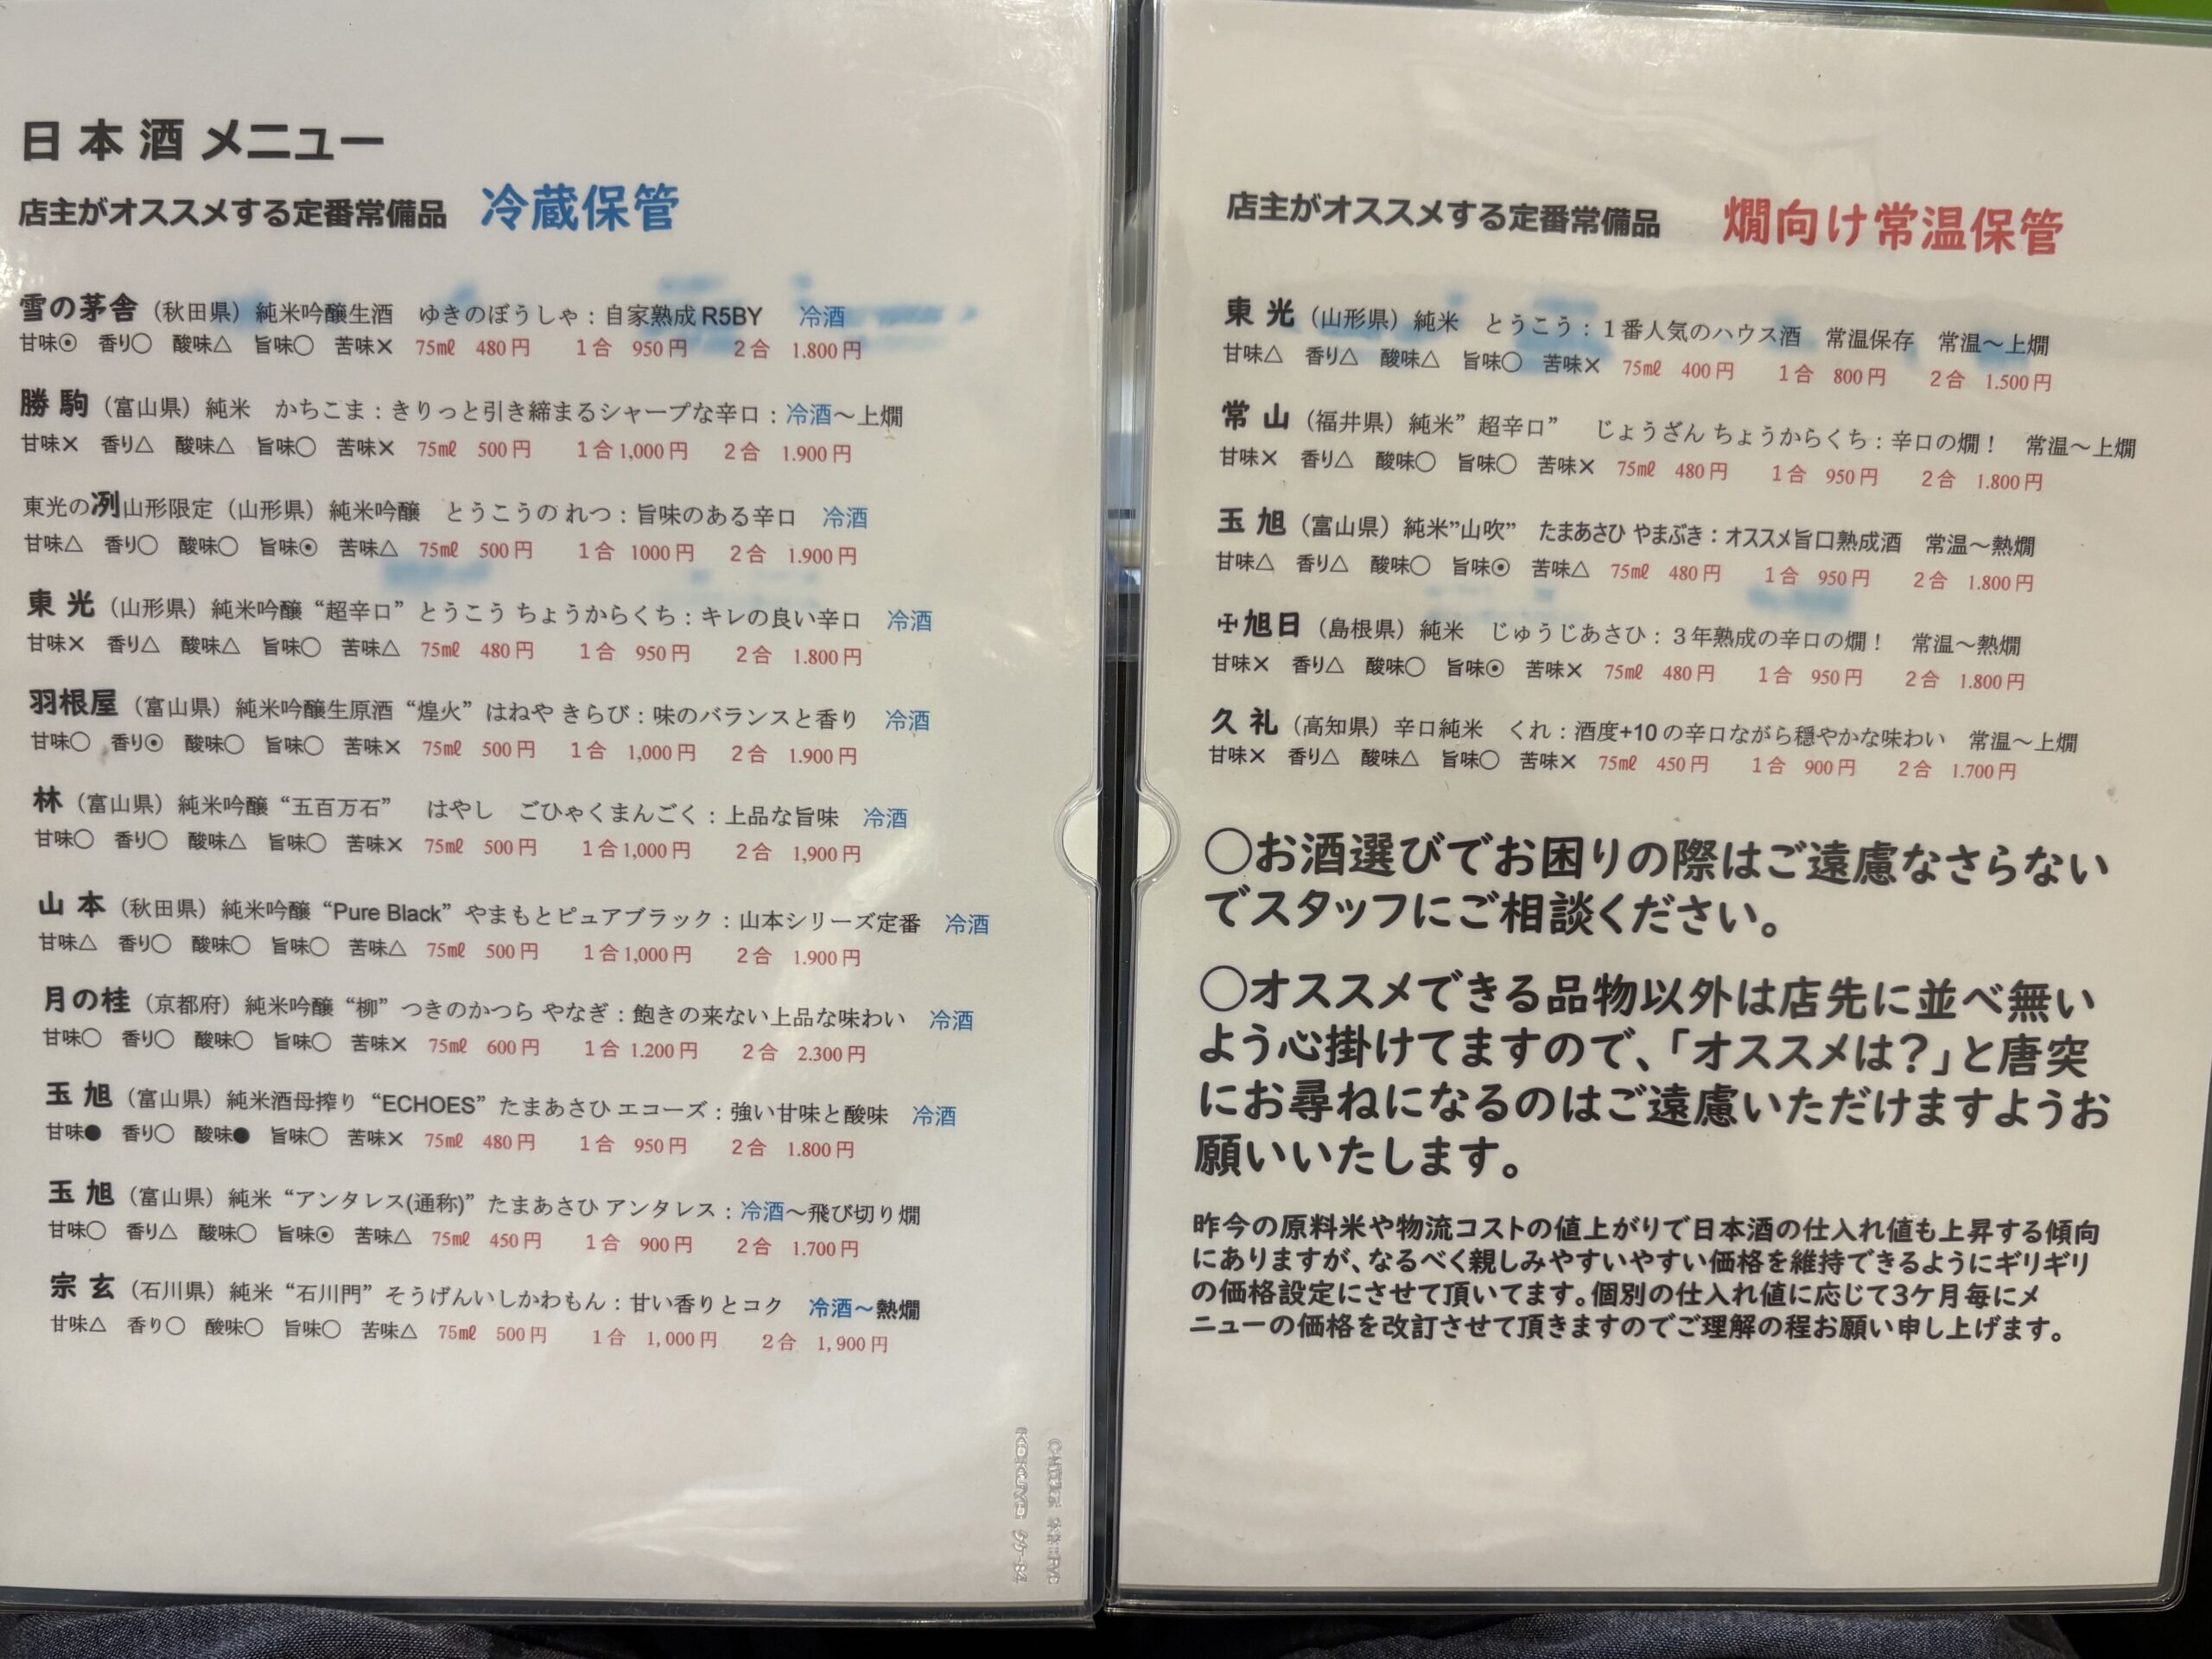 日本酒メニュー
店主がオススメする定番常備品　冷蔵保管
雪の茅舎（秋田県）純米吟醸生酒　ゆきのぼうしゃ：自家熟成 R5BY　冷酒
甘味◉　香り○　酸味△　旨味○　苦味×　75㎖　480円　1合　950円　2合　1.800円
勝駒（富山県）純米　かちこま：きりっと引き締まるシャープな辛口：冷酒～上燗
甘味×　香り△　酸味△　旨味○　苦味×　75㎖　500円　1合 1,000円　2合　1.900円
東光の冽山形限定（山形県）純米吟醸　とうこうの れつ：旨味のある辛口　冷酒
甘味△　香り○　酸味○　旨味◉　苦味△　75㎖　500円　1合　1000円　2合　1.900円
東光（山形県）純米吟醸“超辛口”とうこう ちょうからくち：キレの良い辛口　冷酒
甘味×　香り△　酸味△　旨味○　苦味△　75㎖　480円　1合　950円　2合　1.800円
羽根屋（富山県）純米吟醸生原酒“煌火”はねや きらび：味のバランスと香り　冷酒
甘味○　香り◉　酸味○　旨味○　苦味×　75㎖　500円　1合　1,000円　2合　1.900円
林（富山県）純米吟醸“五百万石”　はやし　ごひゃくまんごく：上品な旨味　冷酒
甘味○　香り○　酸味△　旨味○　苦味×　75㎖　500円　1合 1,000円　2合　1,900円
山本（秋田県）純米吟醸“Pure Black”やまもとピュアブラック：山本シリーズ定番　冷酒
甘味△　香り○　酸味○　旨味○　苦味△　75㎖　500円　1合 1,000円　2合　1.900円
月の桂（京都府）純米吟醸“柳”つきのかつら やなぎ：飽きの来ない上品な味わい　冷酒
甘味○　香り○　酸味○　旨味○　苦味×　75㎖　600円　1合 1.200円　2合　2.300円
玉旭（富山県）純米酒母搾り“ECHOES”たまあさひ エコーズ：強い甘味と酸味　冷酒
甘味●　香り○　酸味●　旨味○　苦味×　75㎖　480円　1合　950円　2合　1.800円
玉旭（富山県）純米“アンタレス(通称)”たまあさひ アンタレス：冷酒～飛び切り燗
甘味○　香り△　酸味○　旨味◉　苦味△　75㎖　450円　1合　900円　2合　1.700円
宗玄（石川県）純米“石川門”そうげんいしかわもん：甘い香りとコク　冷酒～熱燗
甘味△　香り○　酸味○　旨味○　苦味△　75㎖　500円　1合　1,000円　2合　1,900円
KOKUYO
店主がオススメする定番常備品　燗向け常温保管
東光（山形県）純米　とうこう：1番人気のハウス酒　常温保存　常温～上燗
甘味△　香り△　酸味△　旨味○　苦味×　75㎖　400円　1合　800円　2合　1.500円
常山（福井県）純米”超辛口”　じょうざん ちょうからくち：辛口の燗！　常温～上燗
甘味×　香り△　酸味○　旨味○　苦味×　75㎖　480円　1合　950円　2合　1.800円
玉旭（富山県）純米”山吹”　たまあさひ やまぶき：オススメ旨口熟成酒　常温～熱燗
甘味△　香り△　酸味○　旨味◉　苦味△　75㎖　480円　1合　950円　2合　1.800円
✠旭日（島根県）純米　じゅうじあさひ：3年熟成の辛口の燗！　常温～熱燗
甘味×　香り△　酸味○　旨味◉　苦味×　75㎖　480円　1合　950円　2合　1.800円
久礼（高知県）辛口純米　くれ：酒度+10の辛口ながら穏やかな味わい　常温～上燗
甘味×　香り△　酸味△　旨味○　苦味×　75㎖　450円　1合　900円　2合　1.700円
○お酒選びでお困りの際はご遠慮なさらない
でスタッフにご相談ください。
○オススメできる品物以外は店先に並べ無い
よう心掛けてますので、「オススメは？」と唐突
にお尋ねになるのはご遠慮いただけますようお
願いいたします。
昨今の原料米や物流コストの値上がりで日本酒の仕入れ値も上昇する傾向
にありますが、なるべく親しみやすいやすい価格を維持できるようにギリギリ
の価格設定にさせて頂いてます。個別の仕入れ値に応じて3ケ月毎にメ
ニューの価格を改訂させて頂きますのでご理解の程お願い申し上げます。